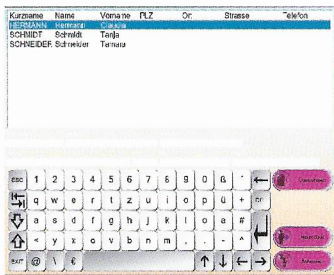 Kurzname Name Vorname PLZ Ort Strasse Telefon
HERMANN Hermann Claudia
SCHMIDT Schmidt Tanja
SCHNEIDER Schneider Tamara
esc 1 2 3 4 5 6 7 8 9 0 ß ´ ←
q w e r t z u i o p ü +
a s d f g h j k l ö ä #
< y x c v b n m , . - ^
EXIT @ \ € ↑ ↓ ← →